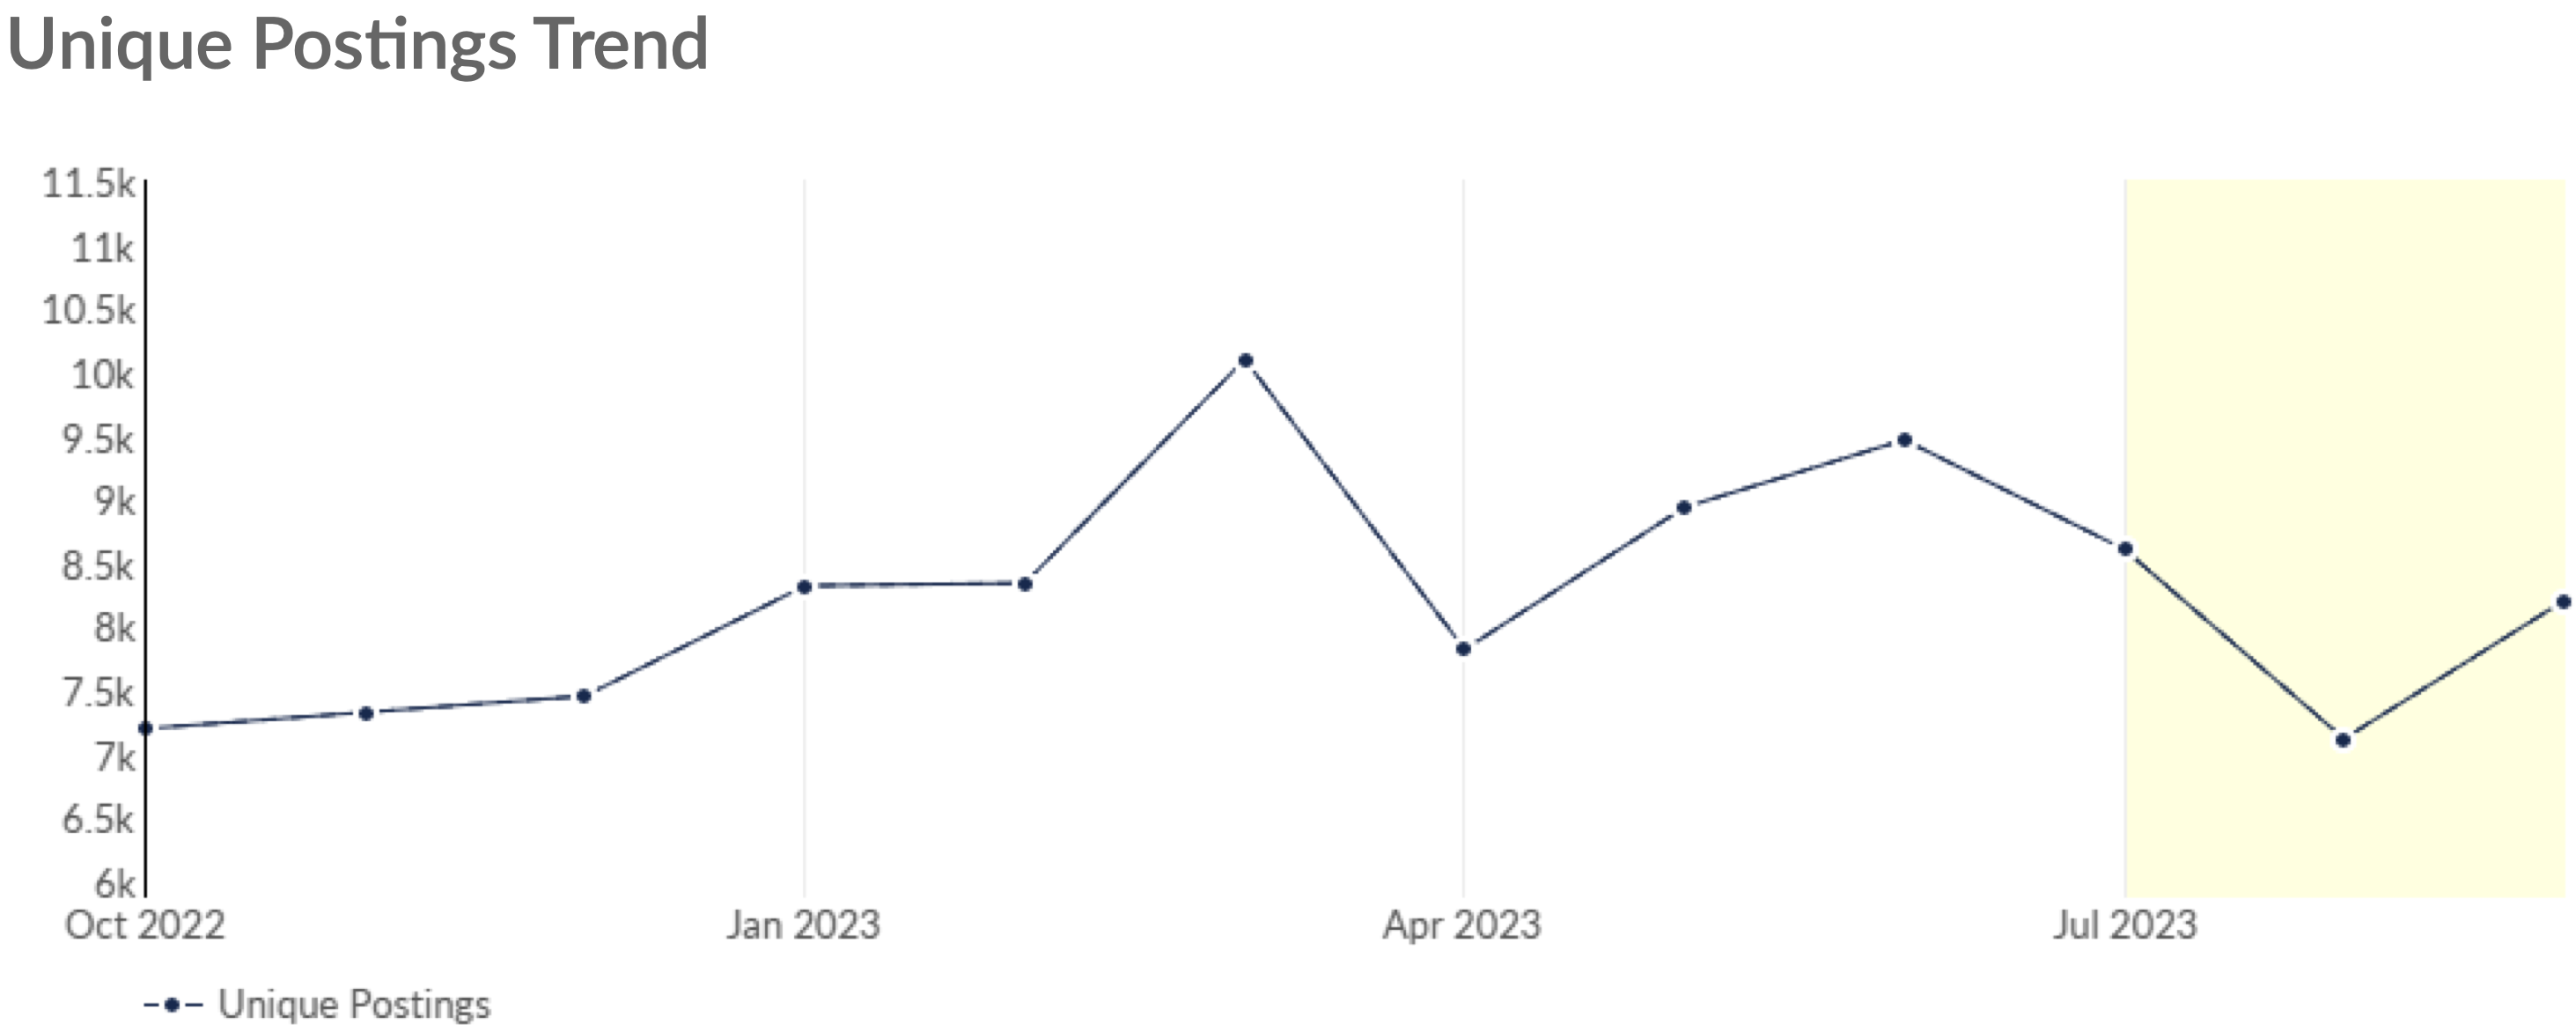 Unique Postings Trend
11.5k
11k
10.5k
10k
9.5k
9k
8.5k
8k
7.5k
7k
6.5k
6k
Oct 2022 Jan 2023 Apr 2023 Jul 2023
Unique Postings